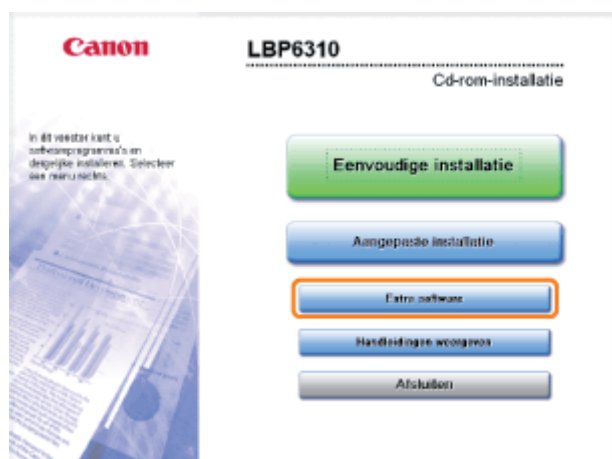 Canon
LBP6310
Cd-rom-installatie
In dit venster kunt u
softwareprogramma's en
dergelijke installeren. Selecteer
een menu rechts.
Eenvoudige installatie
Aangepaste installatie
Extra software
Handleidingen weergeven
Afsluiten